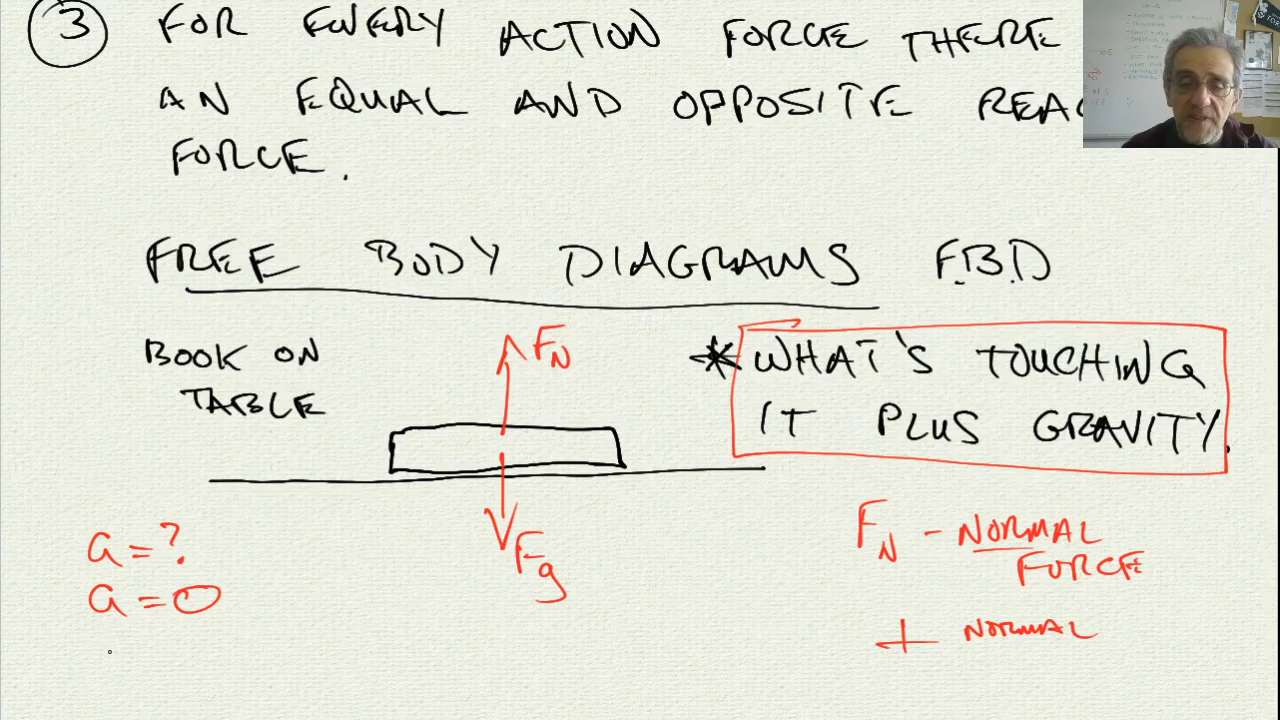 3 FOR EVERY ACTION FORCE THERE
AN EQUAL AND OPPOSITE REAC
FORCE.
FREE BODY DIAGRAMS F.B.D
BOOK ON
TABLE
FN
* WHAT'S TOUCHING
IT PLUS GRAVITY.
Fg
a = ?
a = 0
FN - NORMAL
FORCE
NORMAL